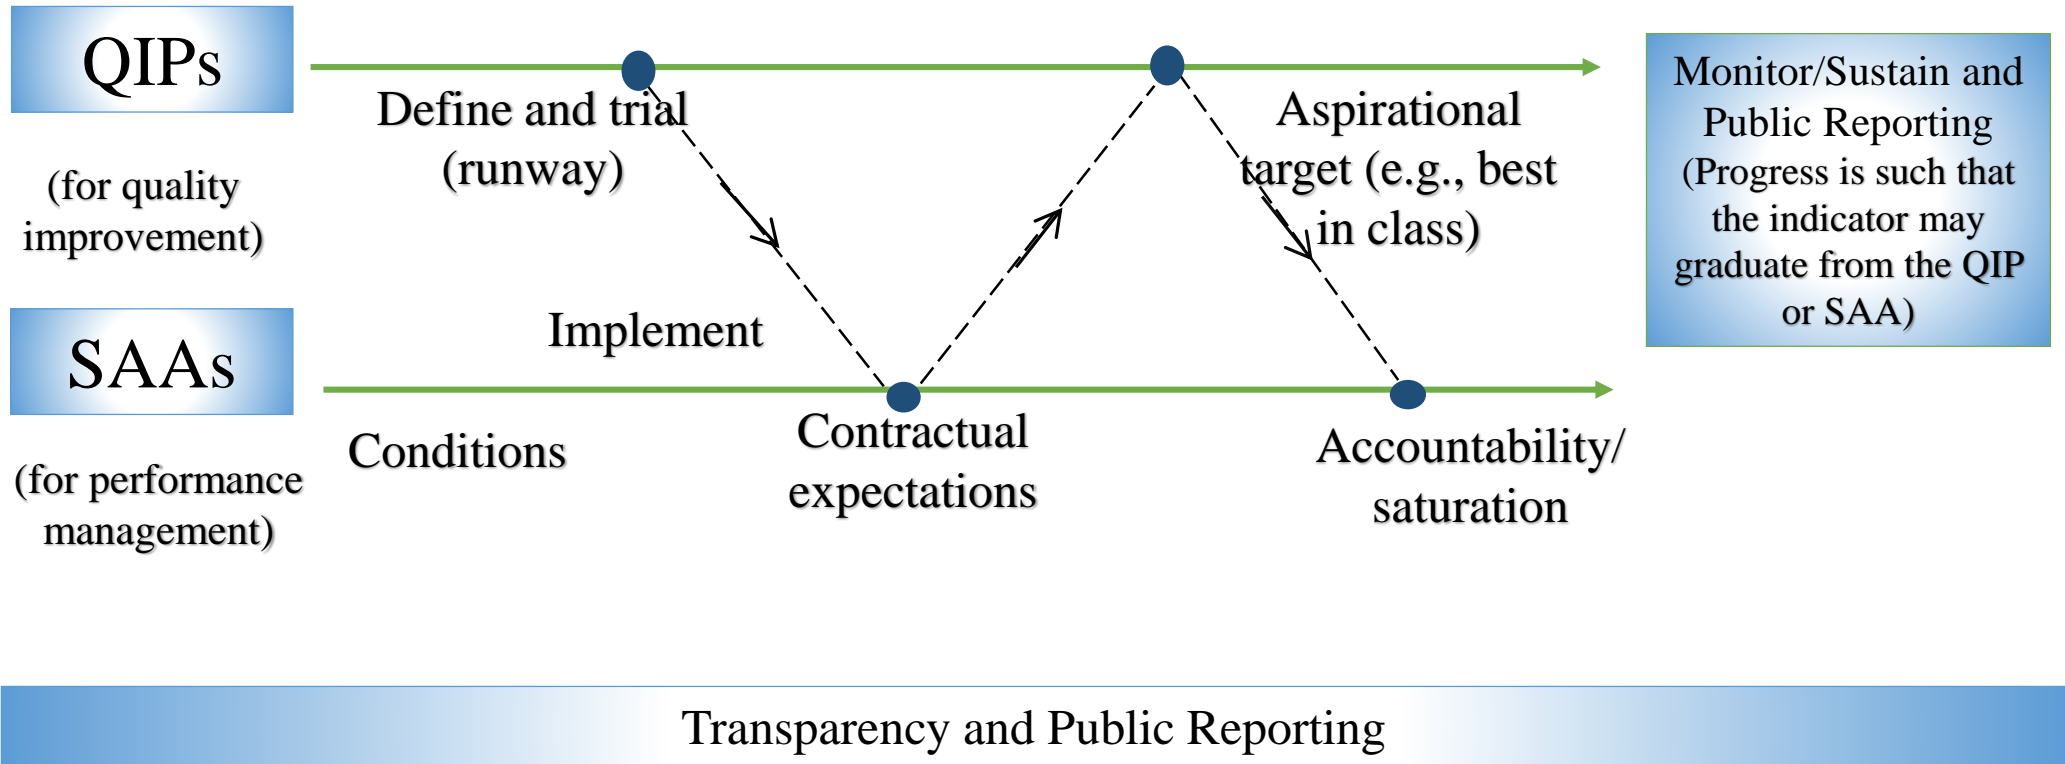 QIPs
(for quality
improvement)
Define and trial
(runway)
Aspirational
target (e.g., best
in class)
Monitor/Sustain and
Public Reporting
(Progress is such that
the indicator may
graduate from the QIP
or SAA)
Implement
SAAs
(for performance
management)
Conditions
Contractual
expectations
Accountability/
saturation
Transparency and Public Reporting